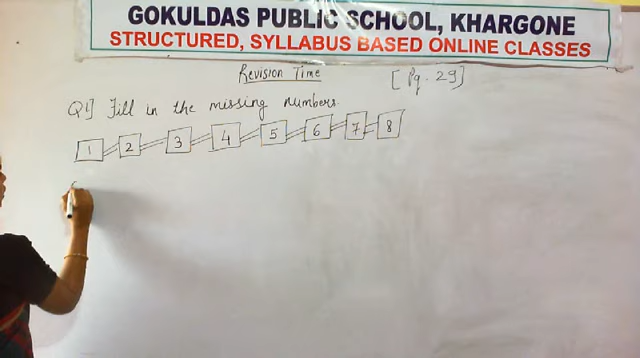 GOKULDAS PUBLIC SCHOOL, KHARGONE
STRUCTURED, SYLLABUS BASED ONLINE CLASSES
Revision Time [Pg. 29]
Q1] Fill in the missing numbers.
1 2 3 4 5 6 7 8